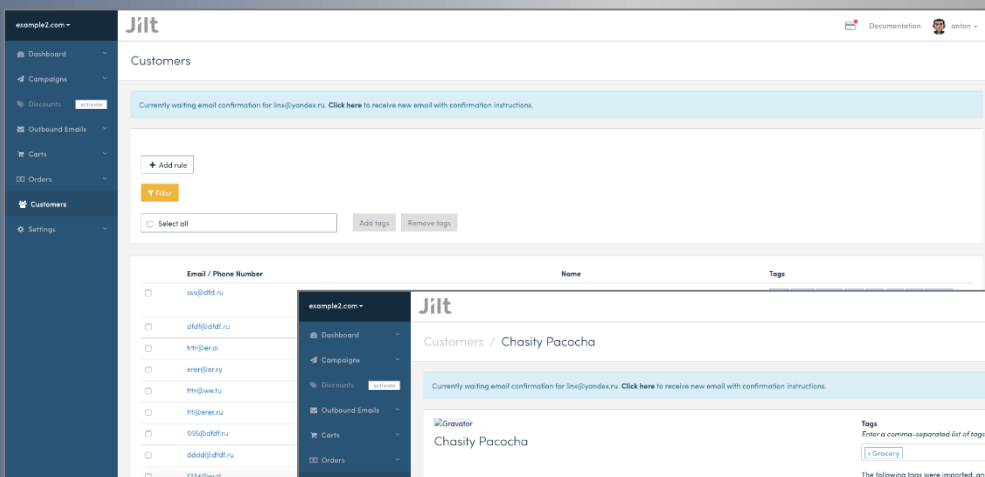 example2.com
Jilt
Documentation
anton
Dashboard
Customers
Campaigns
Discounts
activate
Currently waiting email confirmation for linx@yandex.ru. Click here to receive new email with confirmation instructions.
Outbound Emails
Carts
Orders
+ Add rule
Filter
Customers
Select all
Add tags
Remove tags
Settings
Email / Phone Number
Name
Tags
sss@dfd.ru
dfdf@dfdf.ru
trtr@er.oi
erer@er.ry
tttr@we.tu
ttt@erer.ru
555@dfdf.ru
dddd@dfdf.ru
example2.com
Jilt
Dashboard
Customers / Chasity Pacocha
Campaigns
Discounts
activate
Currently waiting email confirmation for linx@yandex.ru. Click here to receive new email with confirmation instructions.
Outbound Emails
Carts
Orders
Gravatar
Chasity Pacocha
Tags
Enter a comma-separated list of tags
× Grocery
The following tags were imported, an